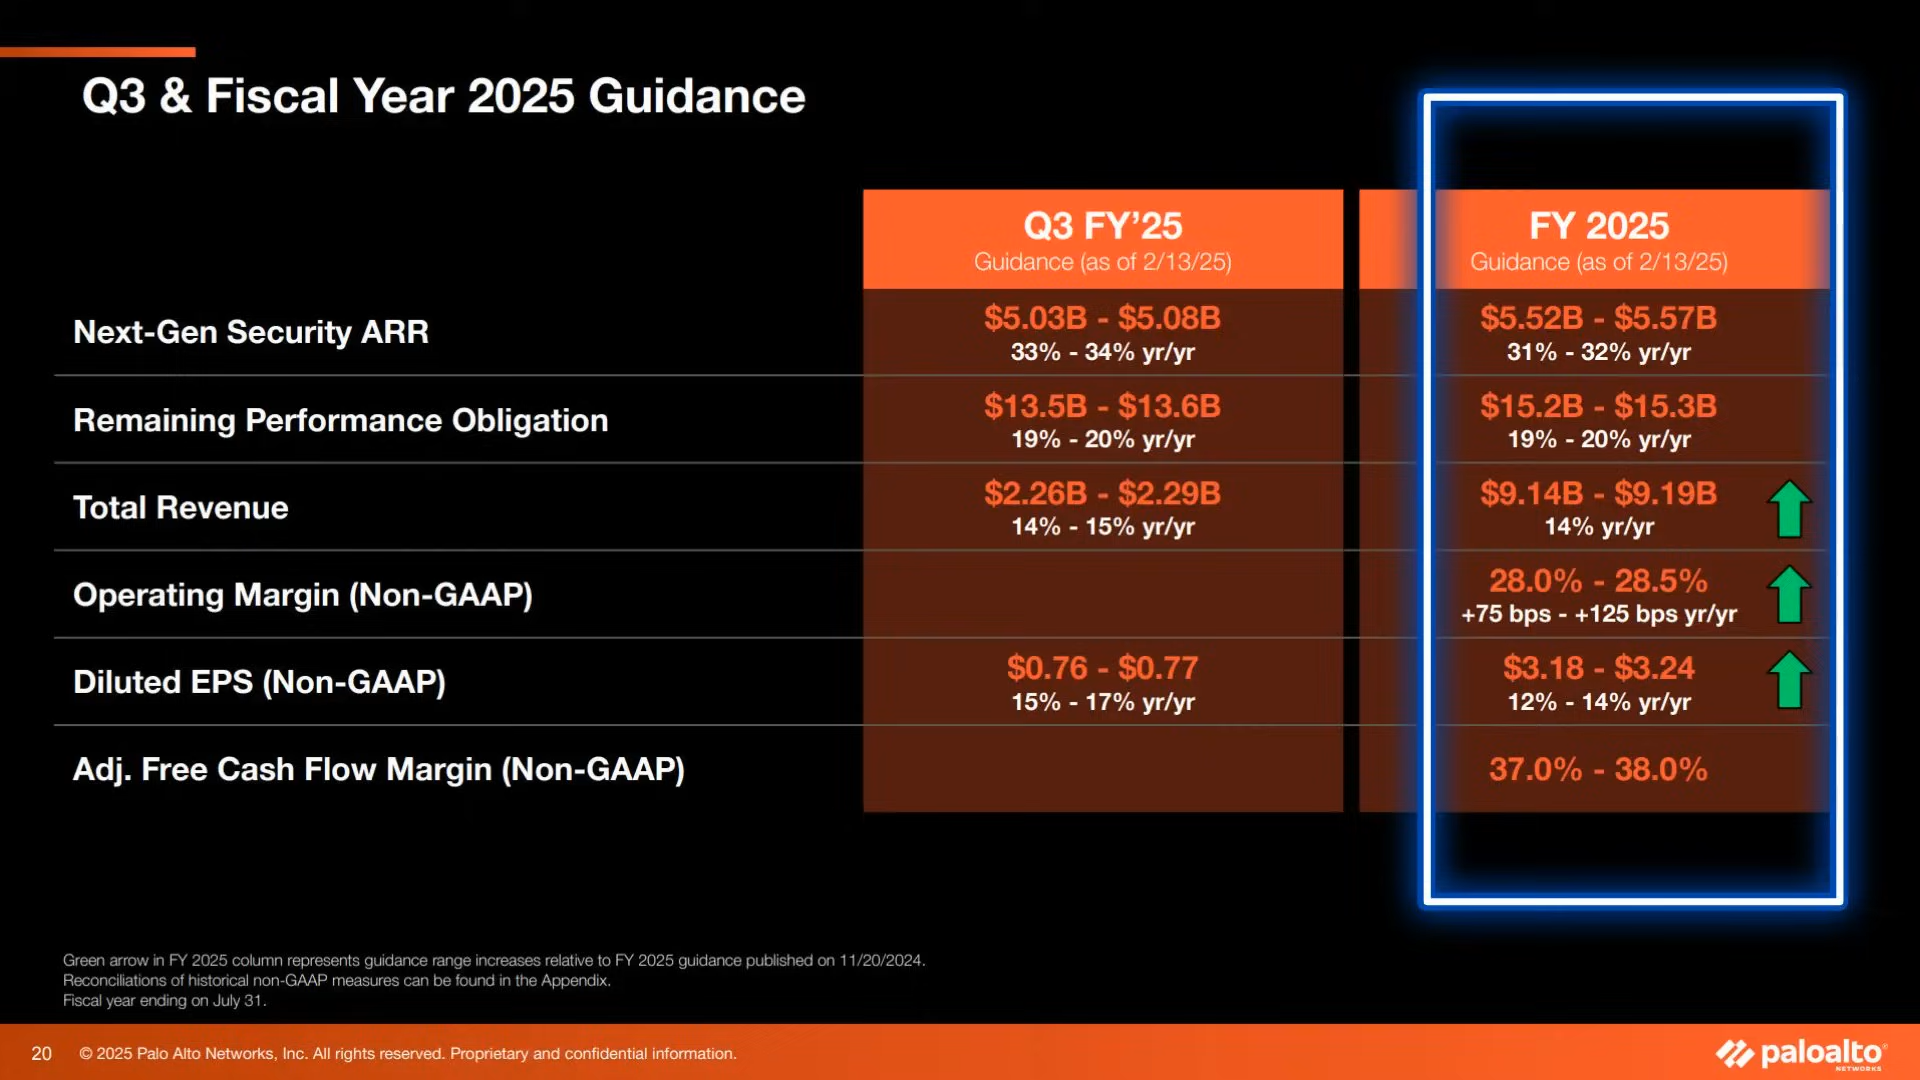 Q3 & Fiscal Year 2025 Guidance
Q3 FY’25
Guidance (as of 2/13/25)
FY 2025
Guidance (as of 2/13/25)
Next-Gen Security ARR
$5.03B - $5.08B
33% - 34% yr/yr
$5.52B - $5.57B
31% - 32% yr/yr
Remaining Performance Obligation
$13.5B - $13.6B
19% - 20% yr/yr
$15.2B - $15.3B
19% - 20% yr/yr
Total Revenue
$2.26B - $2.29B
14% - 15% yr/yr
$9.14B - $9.19B
14% yr/yr
Operating Margin (Non-GAAP)
28.0% - 28.5%
+75 bps - +125 bps yr/yr
Diluted EPS (Non-GAAP)
$0.76 - $0.77
15% - 17% yr/yr
$3.18 - $3.24
12% - 14% yr/yr
Adj. Free Cash Flow Margin (Non-GAAP)
37.0% - 38.0%
Green arrow in FY 2025 column represents guidance range increases relative to FY 2025 guidance published on 11/20/2024.
Reconciliations of historical non-GAAP measures can be found in the Appendix.
Fiscal year ending on July 31.
20 © 2025 Palo Alto Networks, Inc. All rights reserved. Proprietary and confidential information.
paloalto
NETWORKS